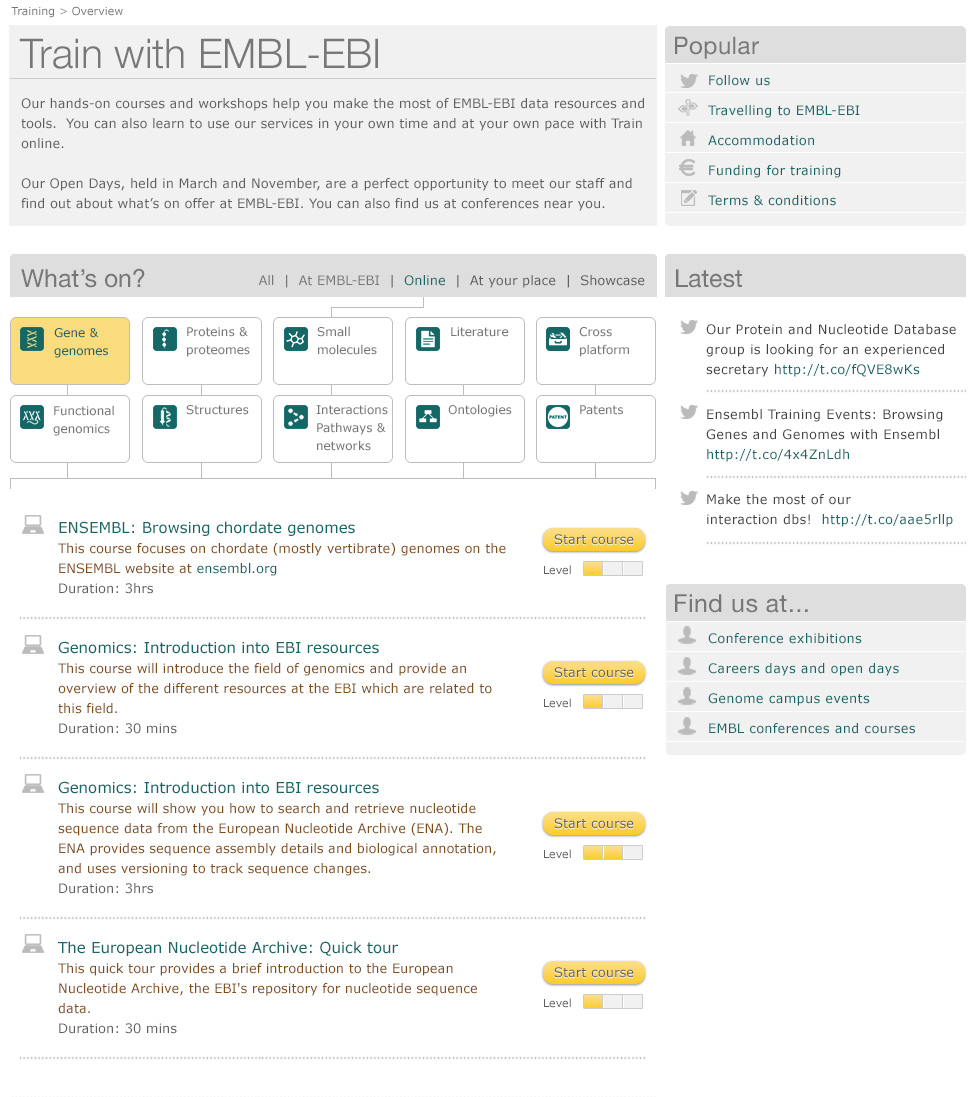 Training > Overview
Train with EMBL-EBI
Our hands-on courses and workshops help you make the most of EMBL-EBI data resources and
tools.  You can also learn to use our services in your own time and at your own pace with Train
online.
Our Open Days, held in March and November, are a perfect opportunity to meet our staff and
find out about what's on offer at EMBL-EBI. You can also find us at conferences near you.
Popular
Follow us
Travelling to EMBL-EBI
Accommodation
Funding for training
Terms & conditions
What's on?
All | At EMBL-EBI | Online | At your place | Showcase
Gene &
genomes
Proteins &
proteomes
Small
molecules
Literature
Cross
platform
Functional
genomics
Structures
Interactions
Pathways &
networks
Ontologies
PATENT
Patents
ENSEMBL: Browsing chordate genomes
This course focuses on chordate (mostly vertibrate) genomes on the
ENSEMBL website at ensembl.org
Duration: 3hrs
Start course
Level
Genomics: Introduction into EBI resources
This course will introduce the field of genomics and provide an
overview of the different resources at the EBI which are related to
this field.
Duration: 30 mins
Start course
Level
Genomics: Introduction into EBI resources
This course will show you how to search and retrieve nucleotide
sequence data from the European Nucleotide Archive (ENA). The
ENA provides sequence assembly details and biological annotation,
and uses versioning to track sequence changes.
Duration: 3hrs
Start course
Level
The European Nucleotide Archive: Quick tour
This quick tour provides a brief introduction to the European
Nucleotide Archive, the EBI's repository for nucleotide sequence
data.
Duration: 30 mins
Start course
Level
Latest
Our Protein and Nucleotide Database
group is looking for an experienced
secretary http://t.co/fQVE8wKs
Ensembl Training Events: Browsing
Genes and Genomes with Ensembl
http://t.co/4x4ZnLdh
Make the most of our
interaction dbs!  http://t.co/aae5rllp
Find us at...
Conference exhibitions
Careers days and open days
Genome campus events
EMBL conferences and courses